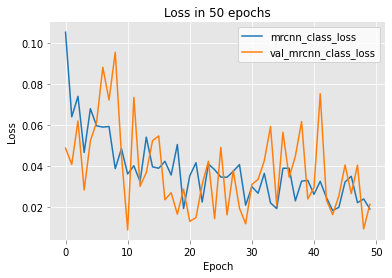 Loss in 50 epochs
mrcnn_class_loss
val_mrcnn_class_loss
Loss
0.10
0.08
0.06
0.04
0.02
0 10 20 30 40 50
Epoch